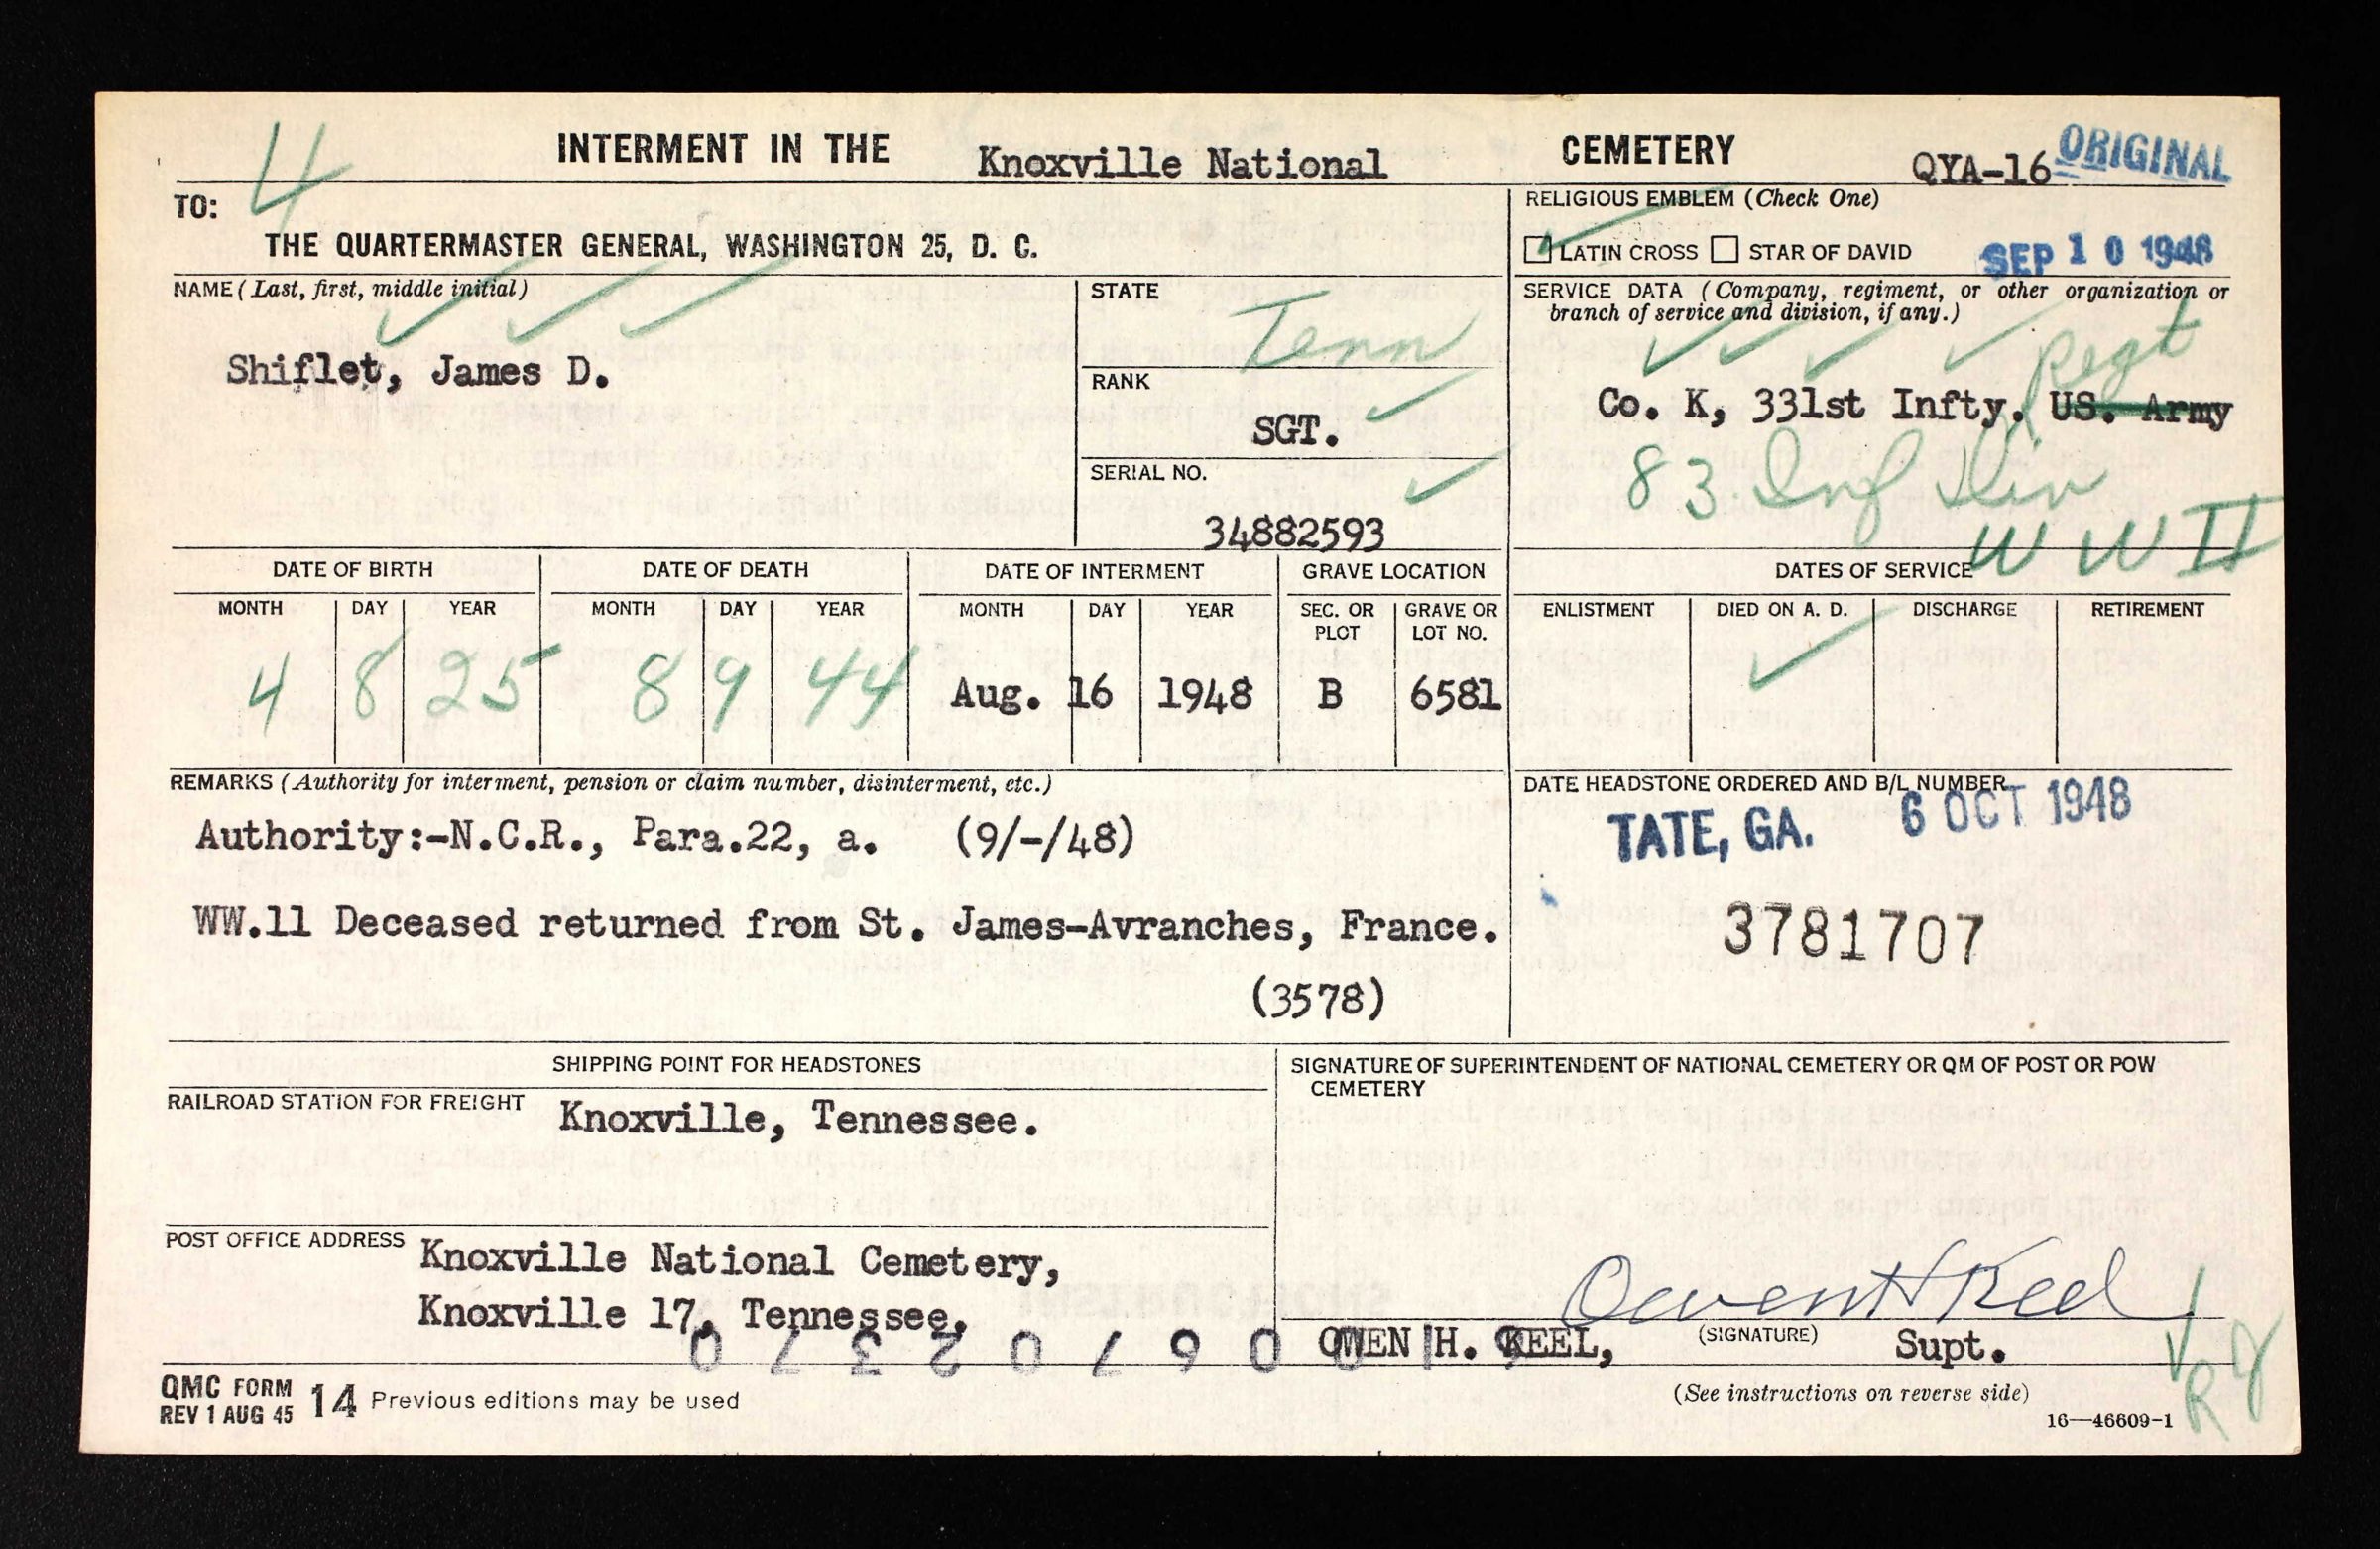 4
INTERMENT IN THE Knoxville National CEMETERY QYA-16 ORIGINAL
TO:
THE QUARTERMASTER GENERAL, WASHINGTON 25, D. C.
RELIGIOUS EMBLEM (Check One)
LATIN CROSS STAR OF DAVID SEP 10 1948
NAME (Last, first, middle initial)
Shiflet, James D.
STATE
Tenn
RANK
SGT.
SERIAL NO.
34882593
SERVICE DATA (Company, regiment, or other organization or
branch of service and division, if any.)
Regt
Co. K, 331st Infty. US. Army
83 Inf Div
WW II
DATE OF BIRTH DATE OF DEATH DATE OF INTERMENT GRAVE LOCATION DATES OF SERVICE
MONTH DAY YEAR MONTH DAY YEAR MONTH DAY YEAR SEC. OR PLOT GRAVE OR LOT NO. ENLISTMENT DIED ON A. D. DISCHARGE RETIREMENT
4 8 25 8 9 44 Aug. 16 1948 B 6581
REMARKS (Authority for interment, pension or claim number, disinterment, etc.)
Authority:-N.C.R., Para.22, a. (9/-/48)
WW.11 Deceased returned from St. James-Avranches, France.
(3578)
DATE HEADSTONE ORDERED AND B/L NUMBER
TATE, GA. 6 OCT 1948
3781707
SHIPPING POINT FOR HEADSTONES
RAILROAD STATION FOR FREIGHT Knoxville, Tennessee.
POST OFFICE ADDRESS Knoxville National Cemetery,
Knoxville 17, Tennessee.
SIGNATURE OF SUPERINTENDENT OF NATIONAL CEMETERY OR QM OF POST OR POW
CEMETERY
Owen H Keel
OWEN H. KEEL, (SIGNATURE) Supt.
QMC FORM 14 Previous editions may be used
REV 1 AUG 45
(See instructions on reverse side)
16—46609-1